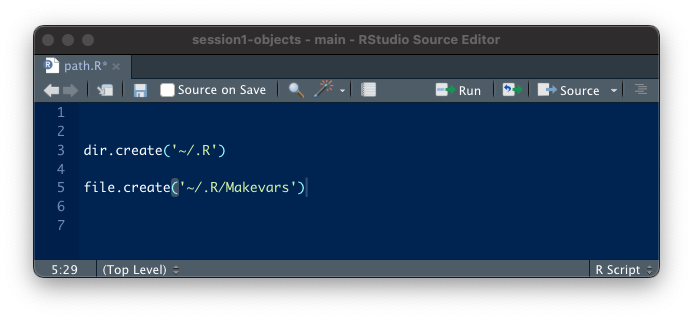 session1-objects - main - RStudio Source Editor
path.R*
Source on Save
Run
Source
1
2
3 dir.create('~/.R')
4
5 file.create('~/.R/Makevars')
6
7
5:29 (Top Level) R Script